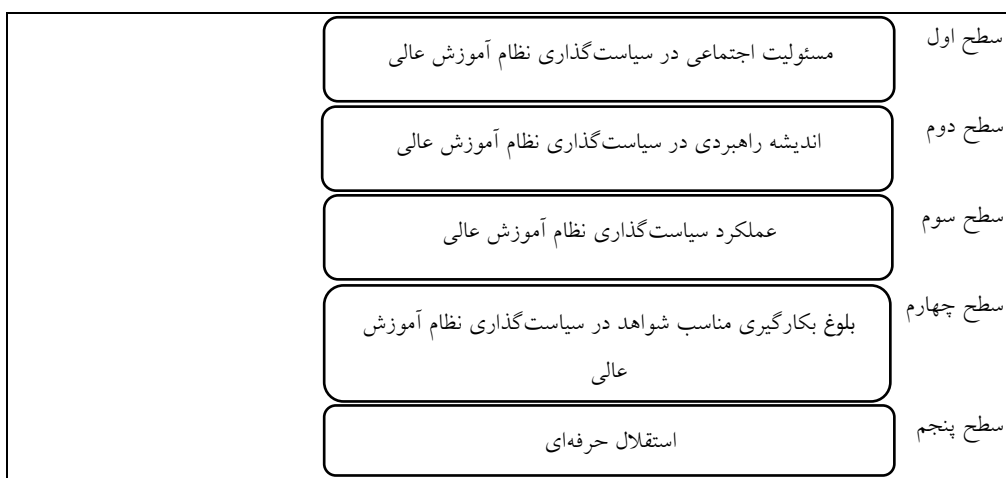 سطح اول
مسئولیت اجتماعی در سیاست‌گذاری نظام آموزش عالی
سطح دوم
اندیشه راهبردی در سیاست‌گذاری نظام آموزش عالی
سطح سوم
عملکرد سیاست‌گذاری نظام آموزش عالی
سطح چهارم
بلوغ بکارگیری مناسب شواهد در سیاست‌گذاری نظام آموزش
عالی
سطح پنجم
استقلال حرفه‌ای